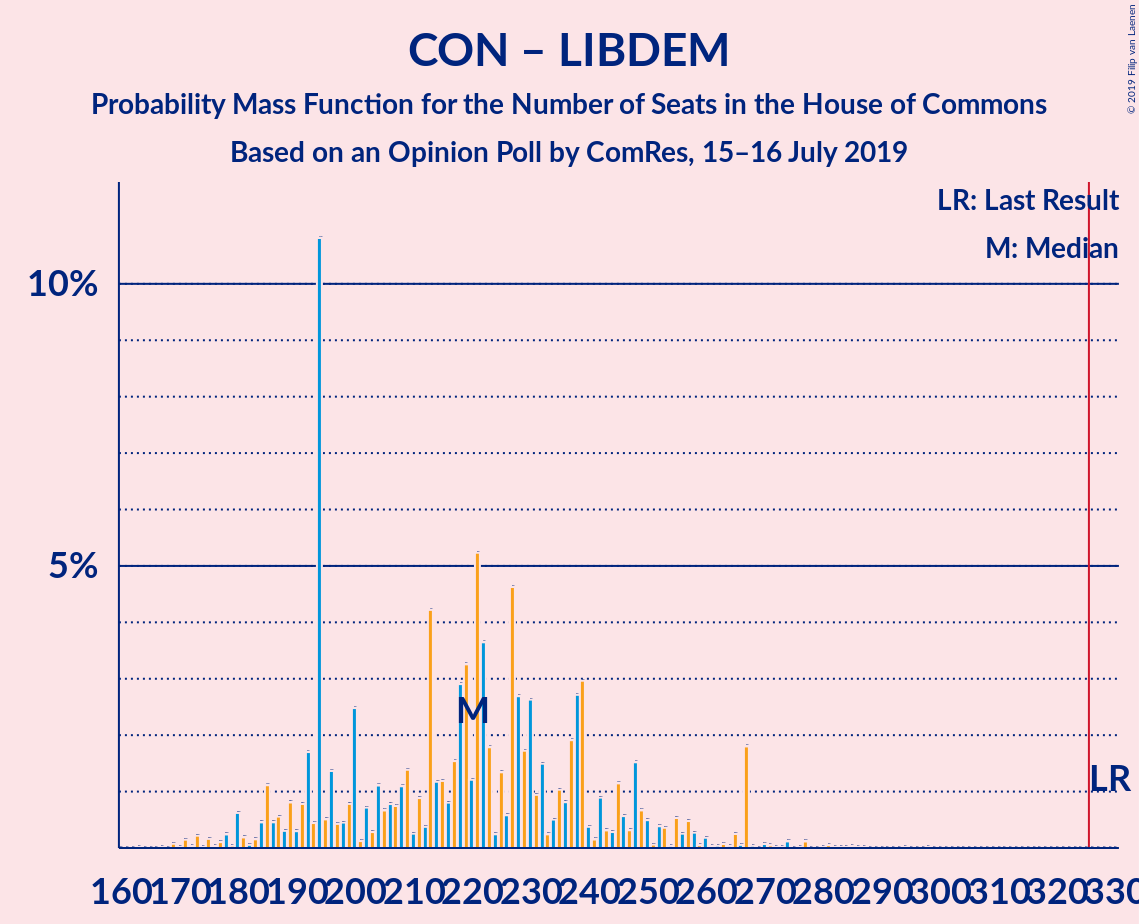 CON – LIBDEM
Probability Mass Function for the Number of Seats in the House of Commons
Based on an Opinion Poll by ComRes, 15–16 July 2019
© 2019 Filip van Laenen
LR: Last Result
M: Median
10%
5%
M
LR
160 170 180 190 200 210 220 230 240 250 260 270 280 290 300 310 320 330